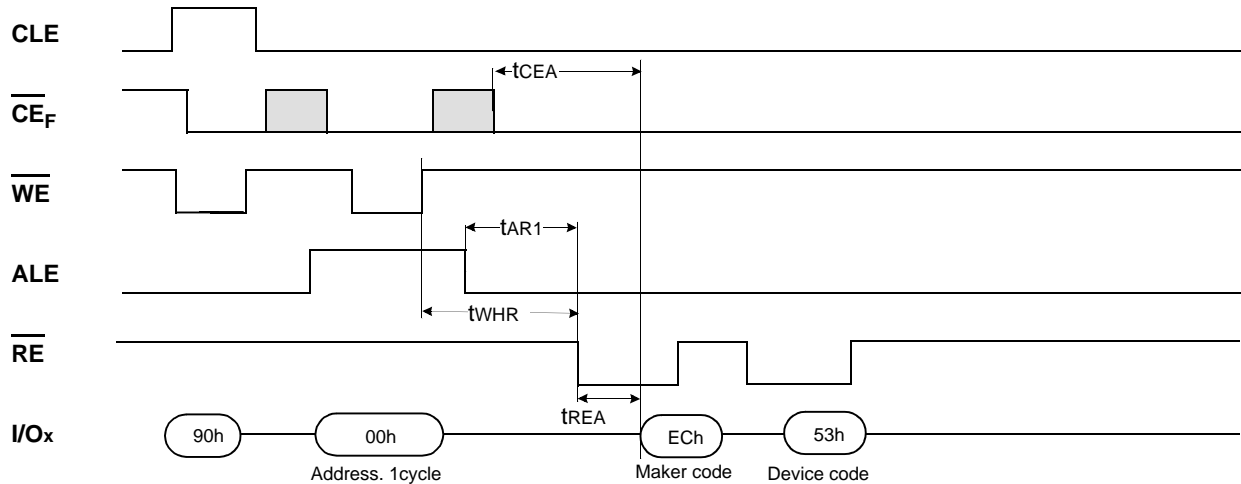 CLE
tCEA
CEF
WE
tAR1
ALE
tWHR
RE
tREA
I/Ox
90h
00h
ECh
53h
Address. 1cycle
Maker code
Device code